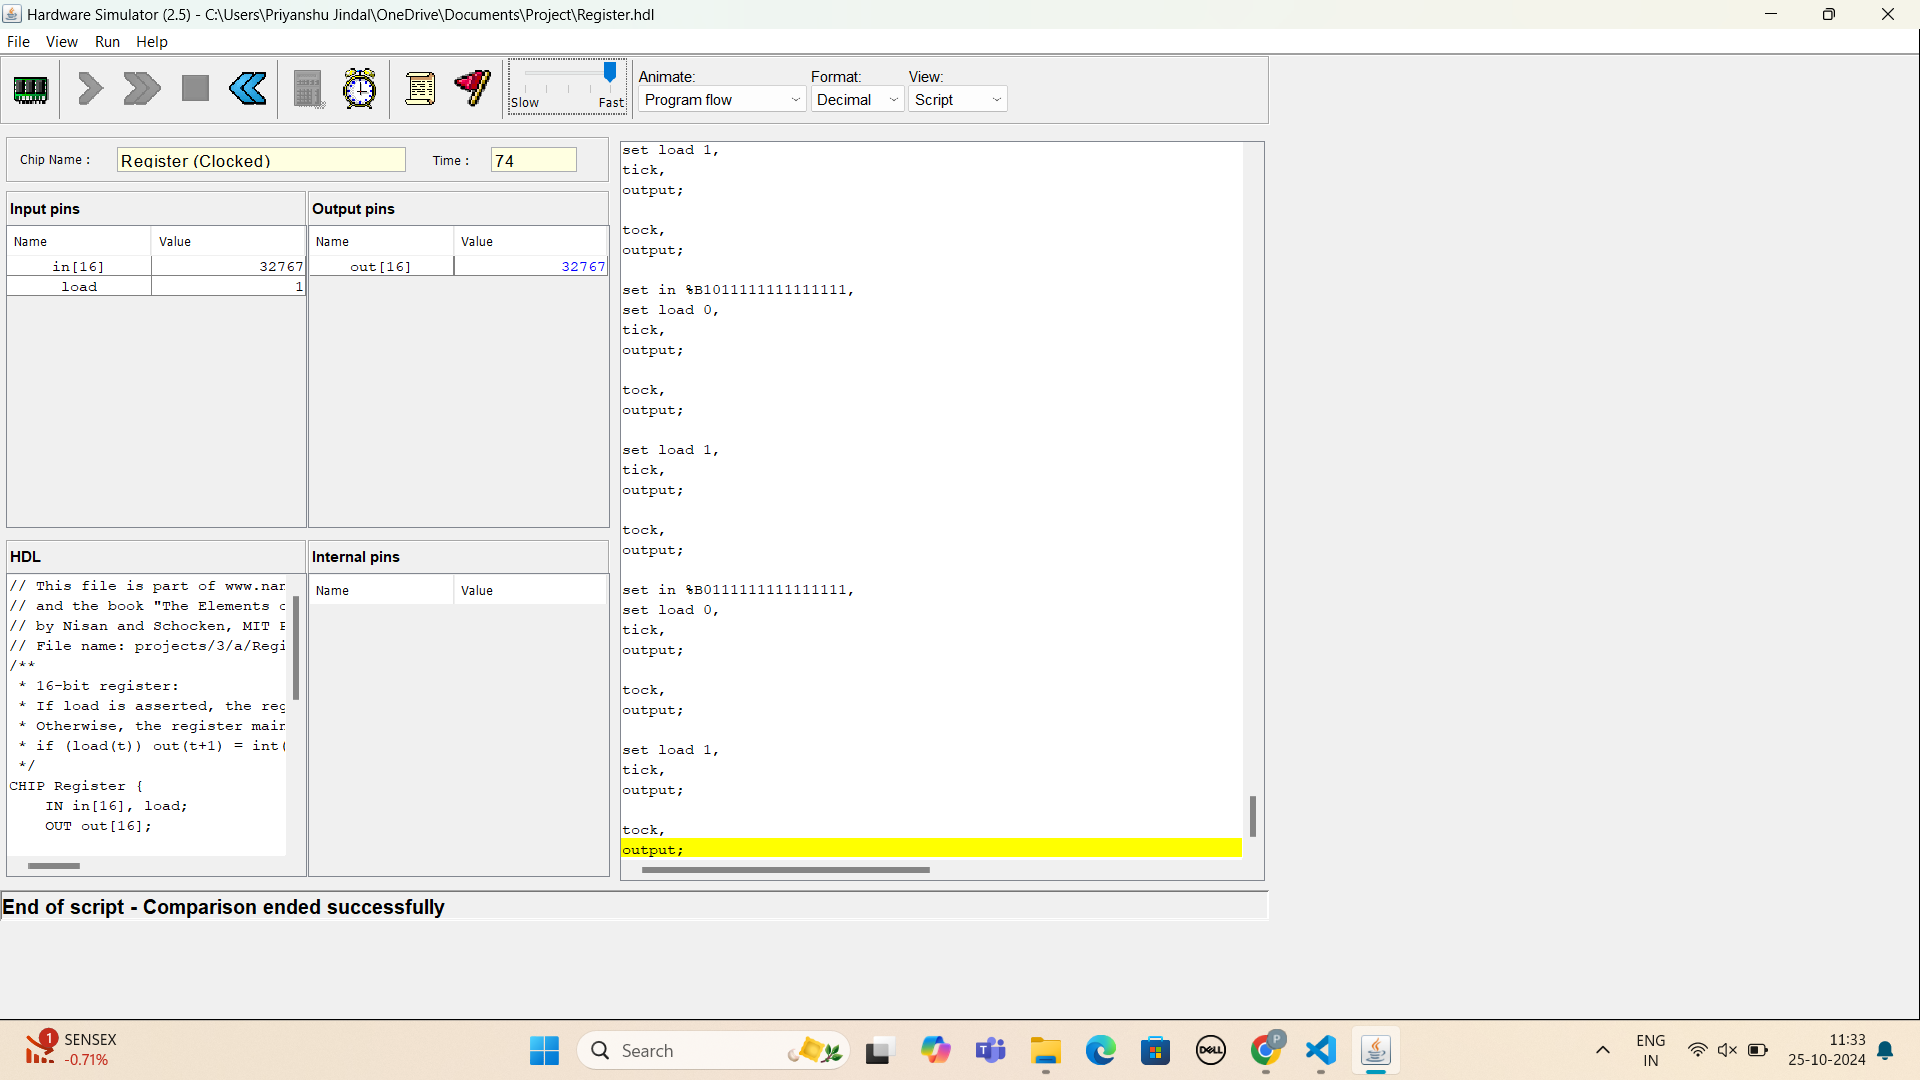 Hardware Simulator (2.5) - C:\Users\Priyanshu Jindal\OneDrive\Documents\Project\Register.hdl
File View Run Help
Slow Fast
Animate: Format: View:
Program flow Decimal Script
Chip Name : Register (Clocked) Time : 74
Input pins
Name Value
in[16] 32767
load 1
Output pins
Name Value
out[16] 32767
HDL
// This file is part of www.nan
// and the book "The Elements o
// by Nisan and Schocken, MIT P
// File name: projects/3/a/Regi
/**
* 16-bit register:
* If load is asserted, the reg
* Otherwise, the register main
* if (load(t)) out(t+1) = int(
*/
CHIP Register {
IN in[16], load;
OUT out[16];
Internal pins
Name Value
set load 1,
tick,
output;
tock,
output;
set in %B1011111111111111,
set load 0,
tick,
output;
tock,
output;
set load 1,
tick,
output;
tock,
output;
set in %B0111111111111111,
set load 0,
tick,
output;
tock,
output;
set load 1,
tick,
output;
tock,
output;
End of script - Comparison ended successfully
1
SENSEX
-0.71%
Search
DELL
P
ENG
IN
11:33
25-10-2024